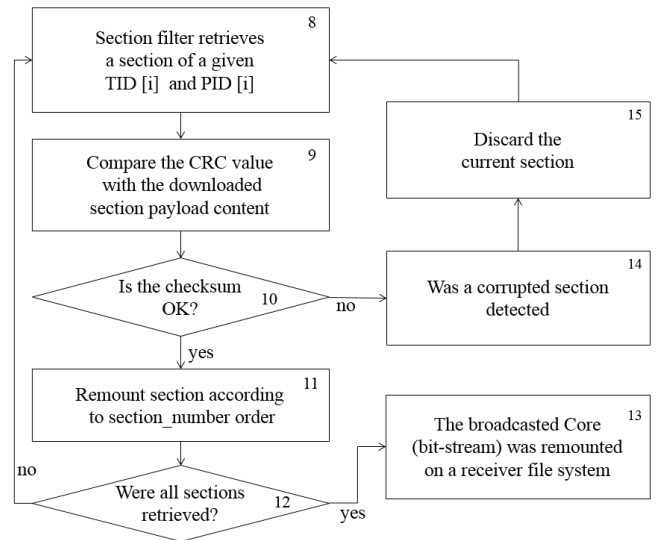 8
Section filter retrieves
a section of a given
TID [i] and PID [i]
9
Compare the CRC value
with the downloaded
section payload content
Is the checksum
OK?
10
no
yes
11
Remount section according
to section_number order
Were all sections
retrieved?
12
no
yes
13
The broadcasted Core
(bit-stream) was remounted
on a receiver file system
14
Was a corrupted section
detected
15
Discard the
current section